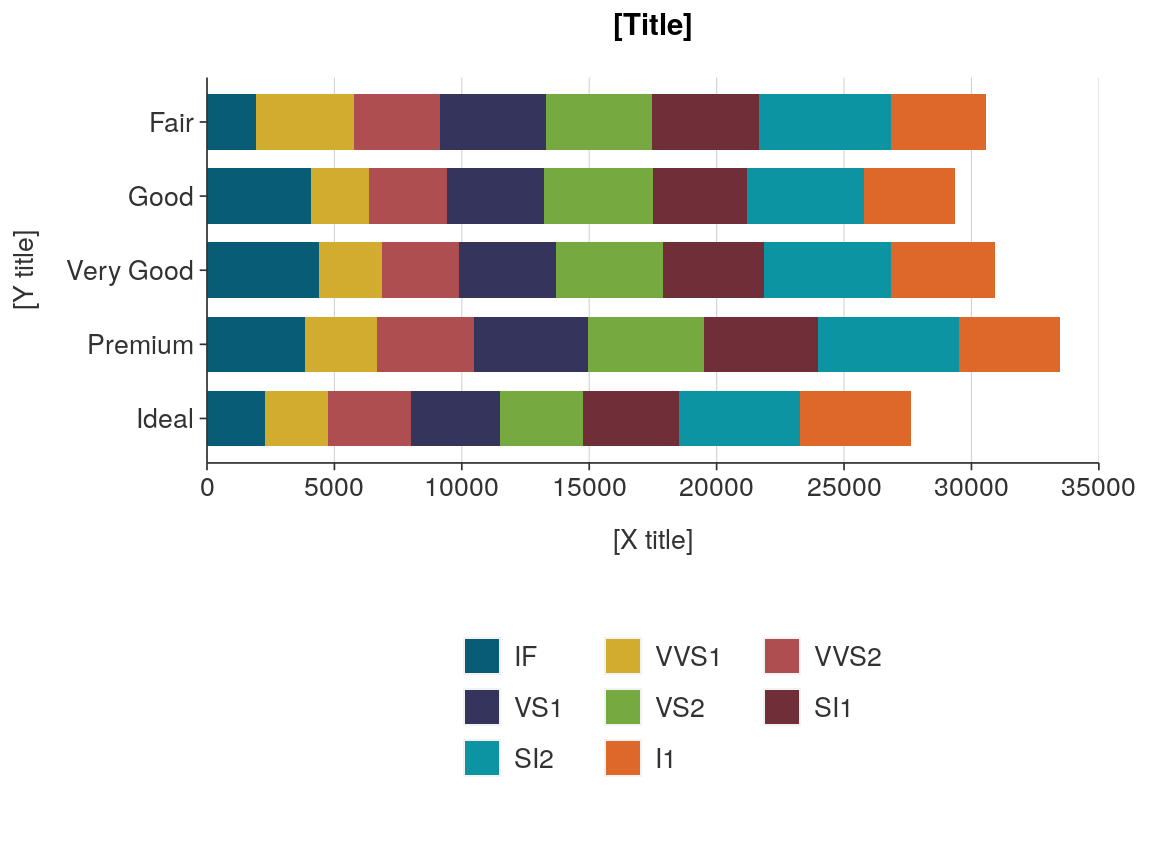 [Title]
Fair
Good
Very Good
Premium
Ideal
[Y title]
0 5000 10000 15000 20000 25000 30000 35000
[X title]
IF VVS1 VVS2
VS1 VS2 SI1
SI2 I1